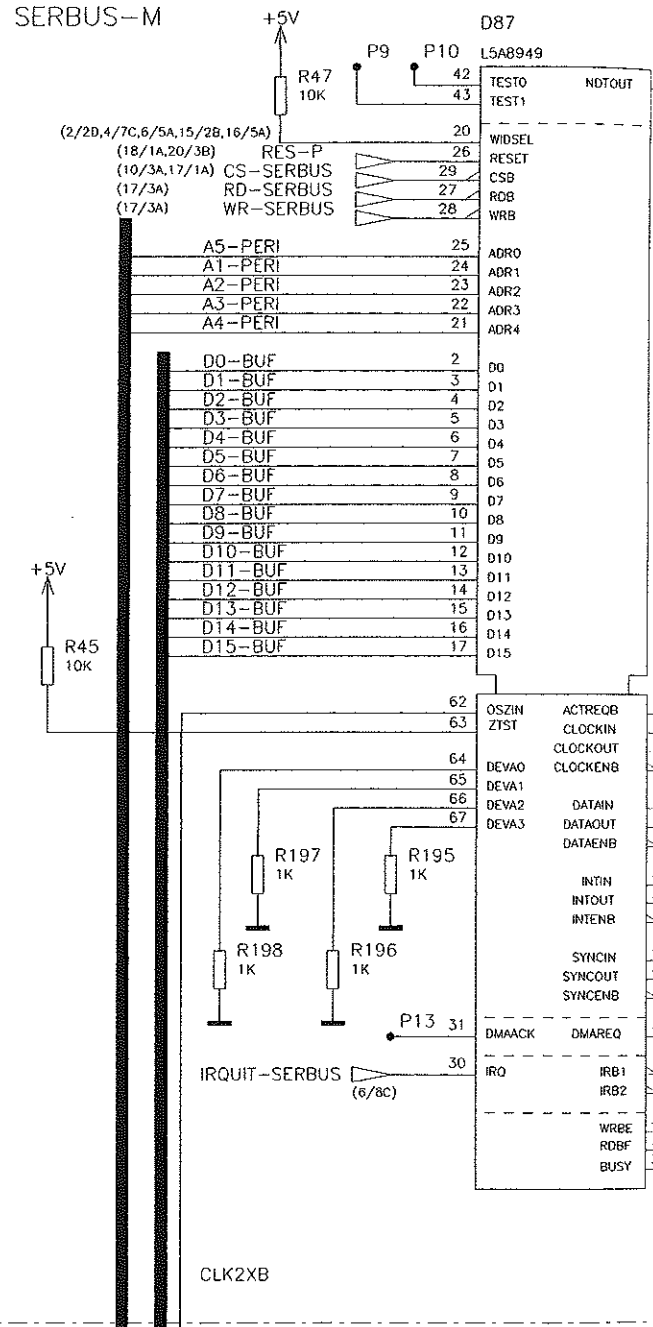 SERBUS-M
+5V
D87
P9 P10 L5A8949
R47
10K
42 TEST0 NDTOUT
43 TEST1
(2/2D,4/7C,6/5A,15/2B,16/5A) 20 WIDSEL
(18/1A,20/3B) RES-P 26 RESET
(10/3A,17/1A) CS-SERBUS 29 CSB
(17/3A) RD-SERBUS 27 RDB
(17/3A) WR-SERBUS 28 WRB
A5-PERI 25 ADR0
A1-PERI 24 ADR1
A2-PERI 23 ADR2
A3-PERI 22 ADR3
A4-PERI 21 ADR4
D0-BUF 2 D0
D1-BUF 3 D1
D2-BUF 4 D2
D3-BUF 5 D3
D4-BUF 6 D4
D5-BUF 7 D5
D6-BUF 8 D6
D7-BUF 9 D7
D8-BUF 10 D8
D9-BUF 11 D9
D10-BUF 12 D10
D11-BUF 13 D11
D12-BUF 14 D12
D13-BUF 15 D13
D14-BUF 16 D14
D15-BUF 17 D15
+5V
R45
10K
62 OSZIN ACTREQB
63 ZTST CLOCKIN
CLOCKOUT
64 DEVA0 CLOCKENB
65 DEVA1
66 DEVA2 DATAIN
67 DEVA3 DATAOUT
DATAENB
R197
1K
R195
1K
INTIN
INTOUT
INTENB
R198
1K
R196
1K
SYNCIN
SYNCOUT
SYNCENB
P13 31 DMAACK DMAREQ
IRQUIT-SERBUS 30 IRQ IRB1
(6/8C)
IRB2
WRBE
RDBF
BUSY
CLK2XB